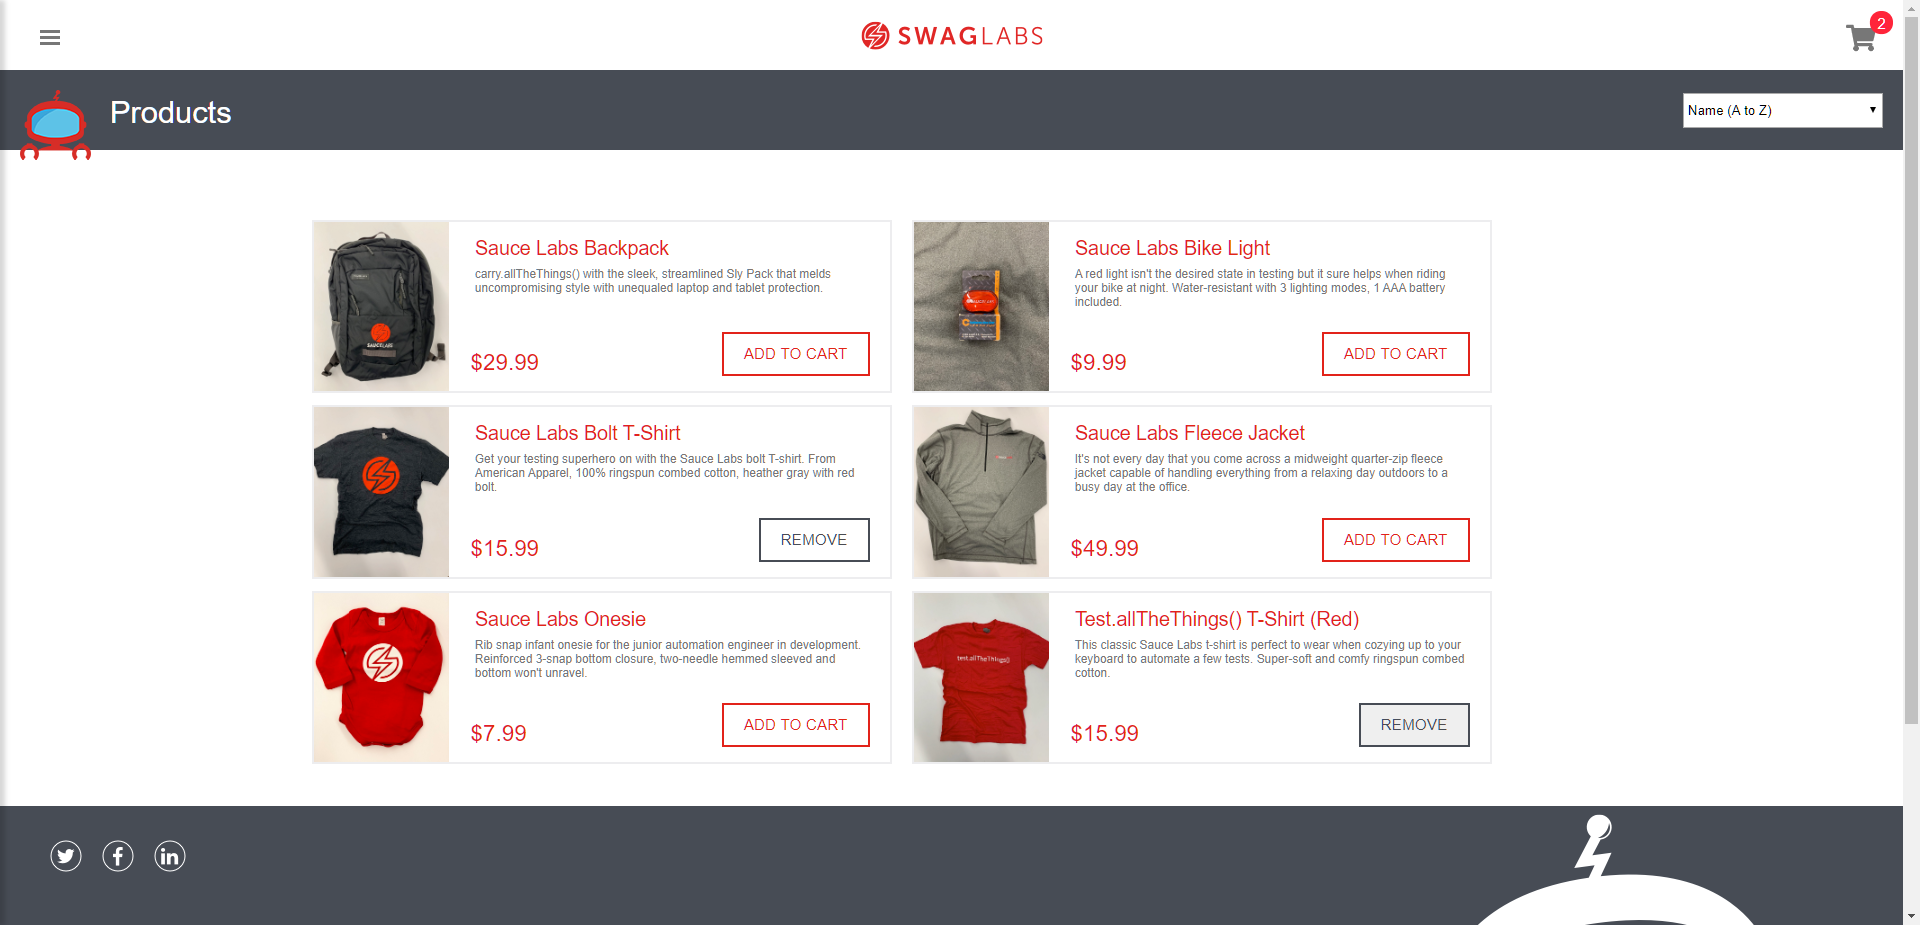 SWAGLABS
2
Products
Name (A to Z)
Sauce Labs Backpack
carry.allTheThings() with the sleek, streamlined Sly Pack that melds
uncompromising style with unequaled laptop and tablet protection.
$29.99
ADD TO CART
SAUCELABS
Sauce Labs Bike Light
A red light isn't the desired state in testing but it sure helps when riding
your bike at night. Water-resistant with 3 lighting modes, 1 AAA battery
included.
$9.99
ADD TO CART
Sauce Labs Bolt T-Shirt
Get your testing superhero on with the Sauce Labs bolt T-shirt. From
American Apparel, 100% ringspun combed cotton, heather gray with red
bolt.
$15.99
REMOVE
Sauce Labs Fleece Jacket
It's not every day that you come across a midweight quarter-zip fleece
jacket capable of handling everything from a relaxing day outdoors to a
busy day at the office.
$49.99
ADD TO CART
Sauce Labs Onesie
Rib snap infant onesie for the junior automation engineer in development.
Reinforced 3-snap bottom closure, two-needle hemmed sleeved and
bottom won't unravel.
$7.99
ADD TO CART
test.allTheThings()
Test.allTheThings() T-Shirt (Red)
This classic Sauce Labs t-shirt is perfect to wear when cozying up to your
keyboard to automate a few tests. Super-soft and comfy ringspun combed
cotton.
$15.99
REMOVE